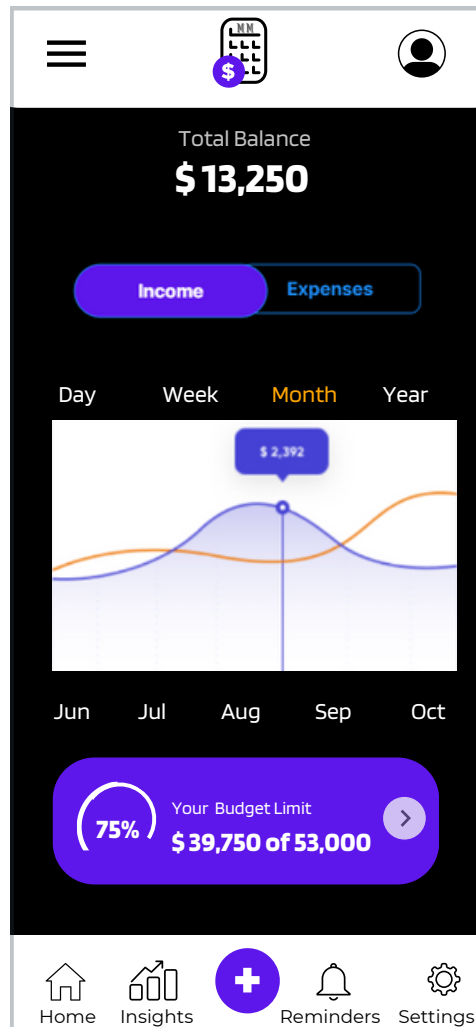 MM
$
Total Balance
$ 13,250
Income Expenses
Day Week Month Year
$ 2,392
Jun Jul Aug Sep Oct
75%
Your Budget Limit
$ 39,750 of 53,000
Home Insights Reminders Settings